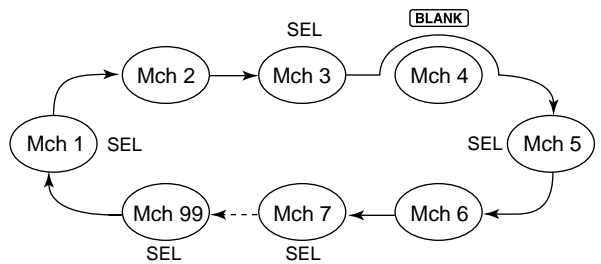 BLANK
SEL
Mch 2
Mch 3
Mch 4
Mch 1
SEL
SEL
Mch 5
Mch 99
Mch 7
Mch 6
SEL
SEL